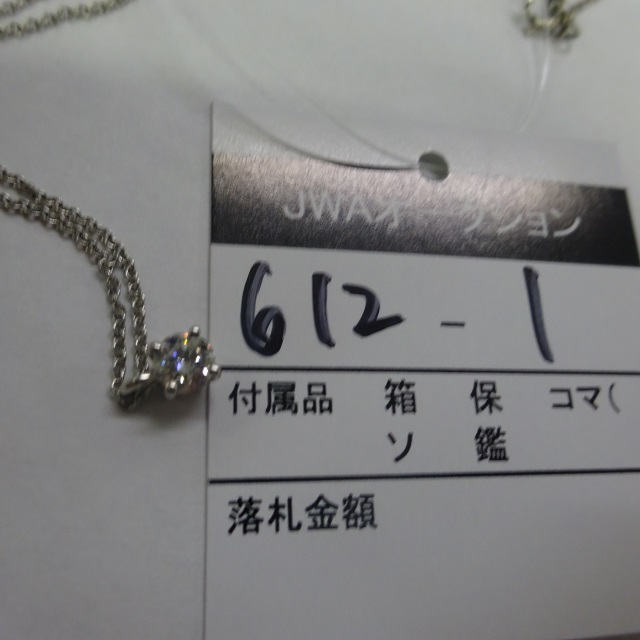 JWAオークション
612-1
付属品 箱 保 コマ(
ソ 鑑
落札金額